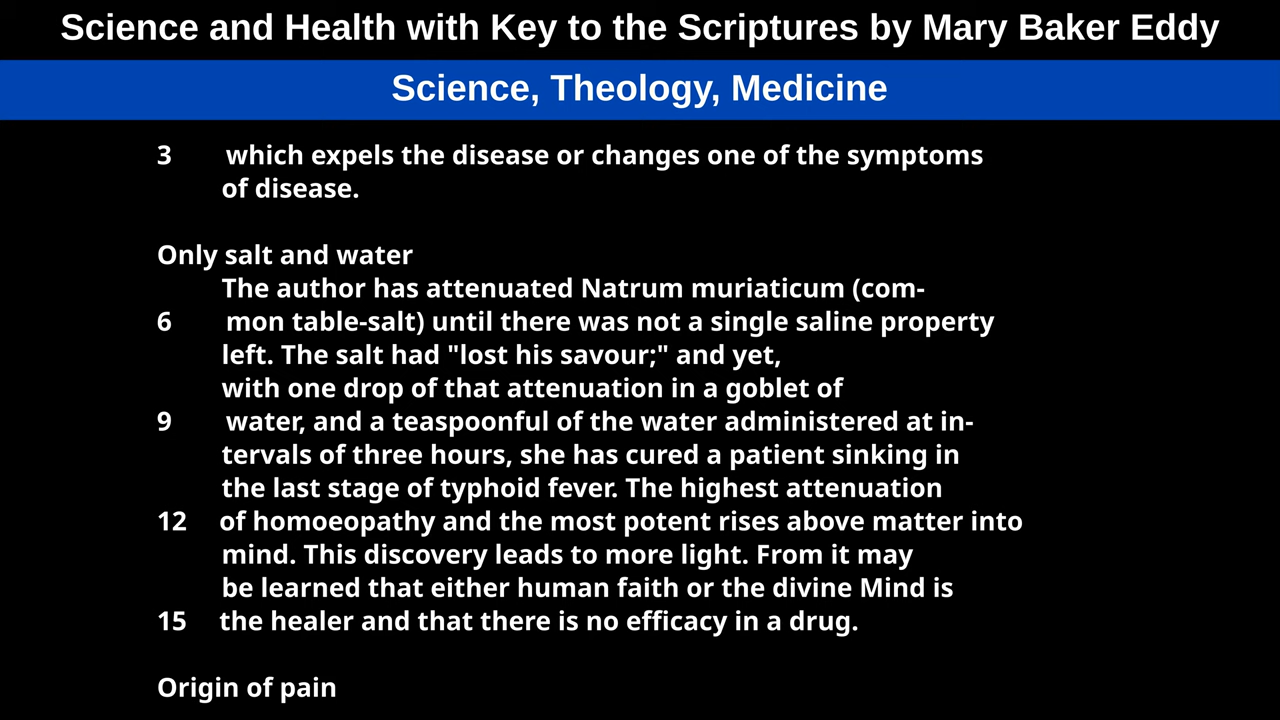 Science and Health with Key to the Scriptures by Mary Baker Eddy
Science, Theology, Medicine
3 which expels the disease or changes one of the symptoms
of disease.
Only salt and water
The author has attenuated Natrum muriaticum (com-
6 mon table-salt) until there was not a single saline property
left. The salt had "lost his savour;" and yet,
with one drop of that attenuation in a goblet of
9 water, and a teaspoonful of the water administered at in-
tervals of three hours, she has cured a patient sinking in
the last stage of typhoid fever. The highest attenuation
12 of homoeopathy and the most potent rises above matter into
mind. This discovery leads to more light. From it may
be learned that either human faith or the divine Mind is
15 the healer and that there is no efficacy in a drug.
Origin of pain